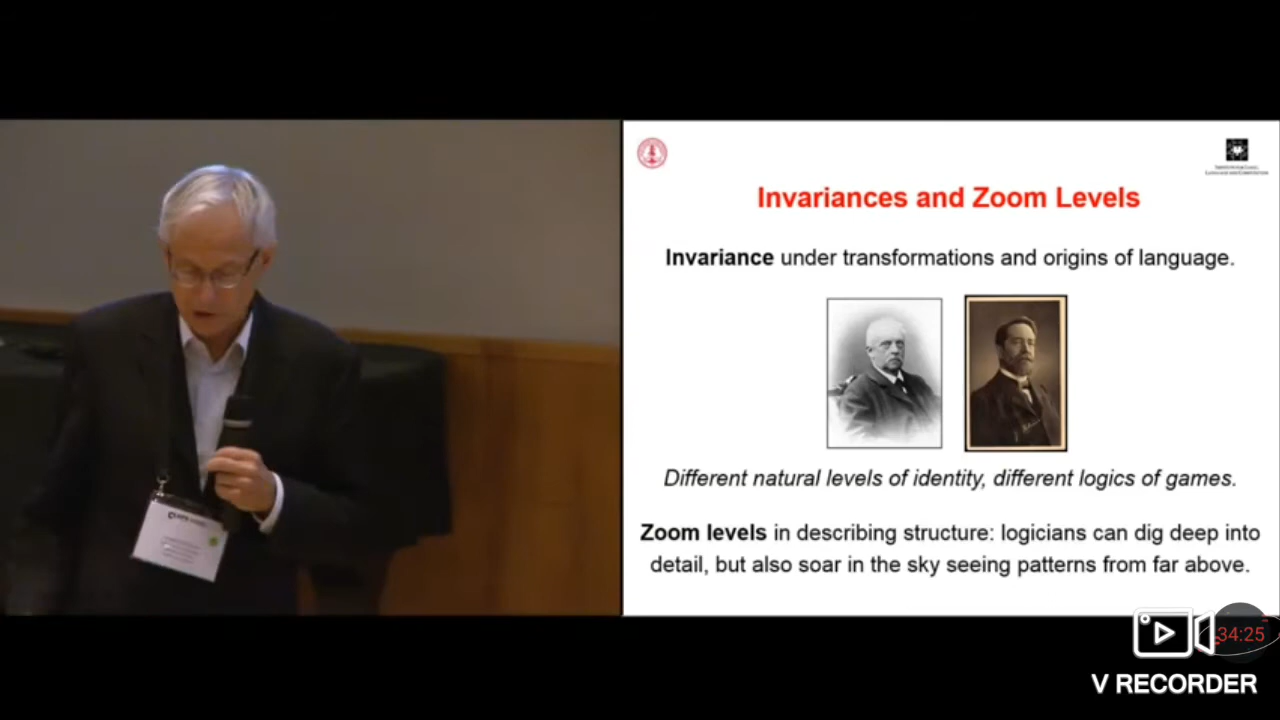 Invariances and Zoom Levels
Invariance under transformations and origins of language.
Different natural levels of identity, different logics of games.
Zoom levels in describing structure: logicians can dig deep into
detail, but also soar in the sky seeing patterns from far above.
34:25
V RECORDER